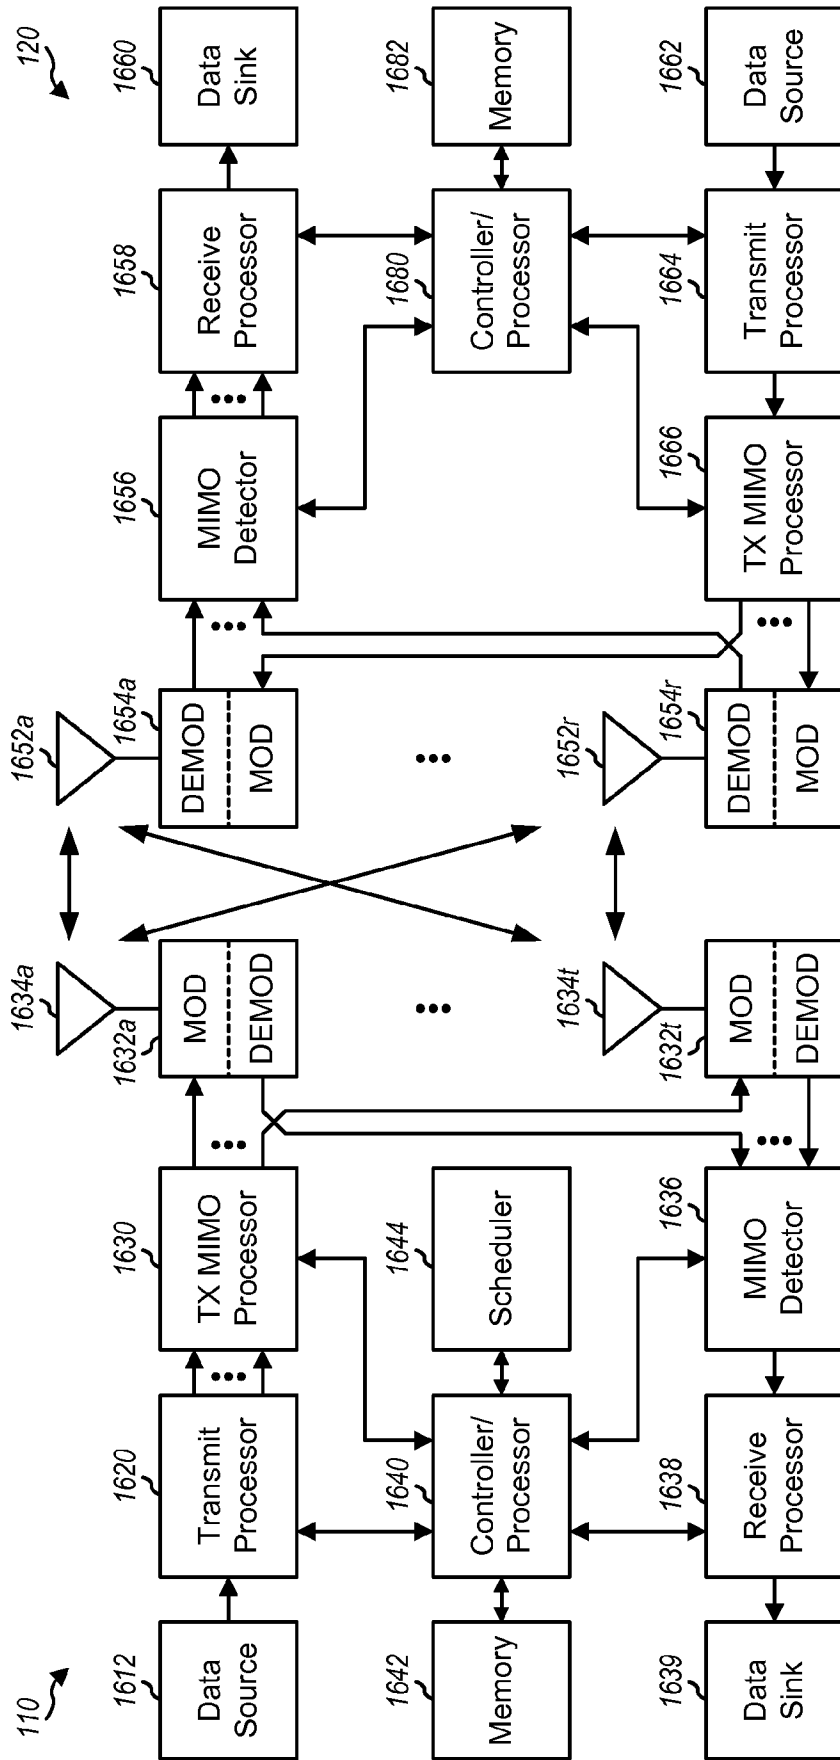 110
120
1612
Data
Source
1620
Transmit
Processor
1630
TX MIMO
Processor
1632a
MOD
DEMOD
1634a
1652a
1654a
DEMOD
MOD
1656
MIMO
Detector
1658
Receive
Processor
1660
Data
Sink
1642
Memory
1640
Controller/
Processor
1644
Scheduler
1680
Controller/
Processor
1682
Memory
1639
Data
Sink
1638
Receive
Processor
1636
MIMO
Detector
1632t
MOD
DEMOD
1634t
1652r
1654r
DEMOD
MOD
1666
TX MIMO
Processor
1664
Transmit
Processor
1662
Data
Source